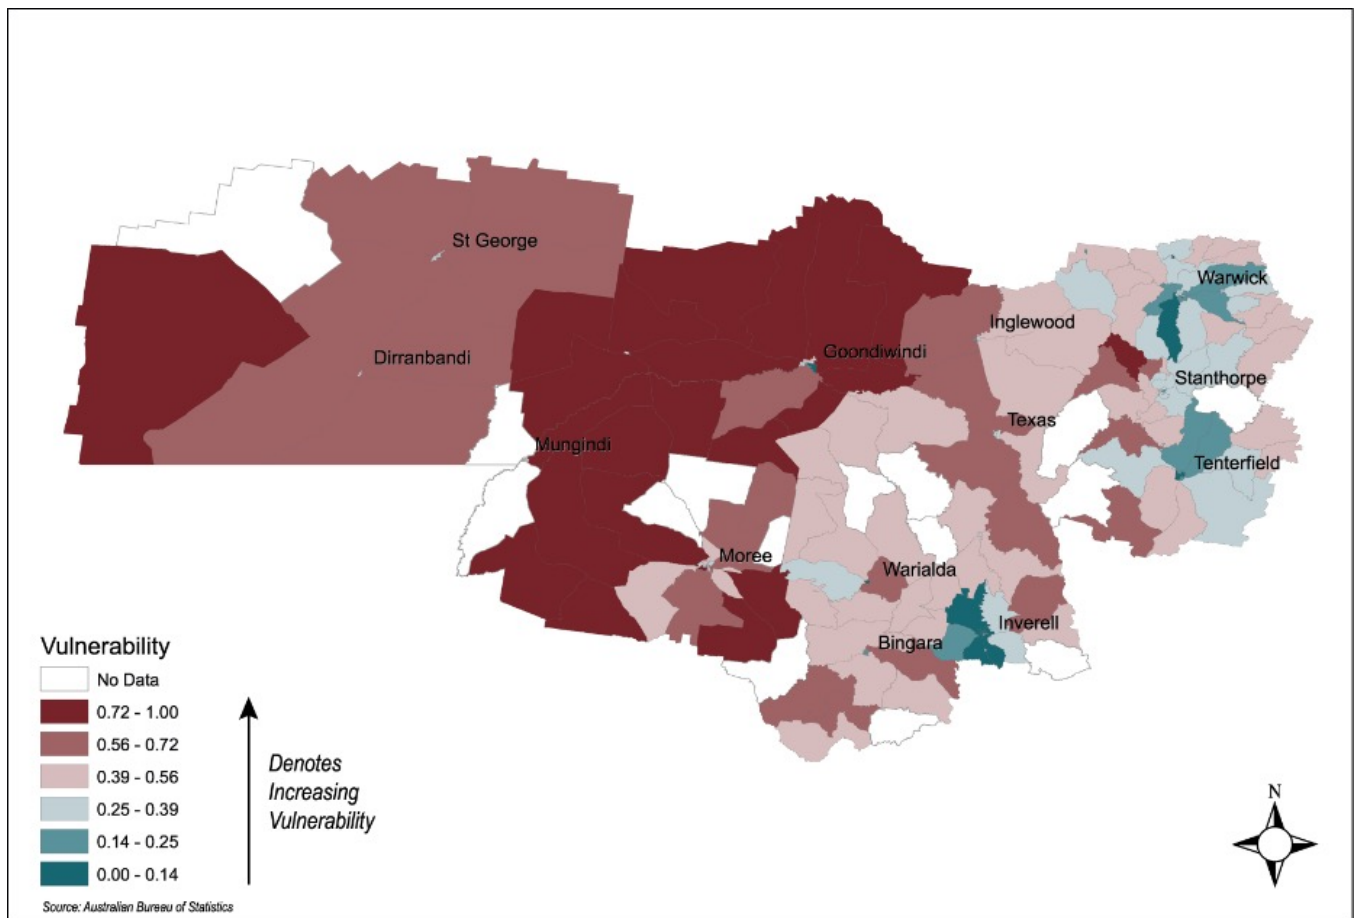 St George
Warwick
Inglewood
Dirranbandi
Goondiwindi
Stanthorpe
Texas
Mungindi
Tenterfield
Moree
Warialda
Inverell
Bingara
Vulnerability
No Data
0.72 - 1.00
0.56 - 0.72
0.39 - 0.56
0.25 - 0.39
0.14 - 0.25
0.00 - 0.14
Denotes
Increasing
Vulnerability
Source: Australian Bureau of Statistics
N